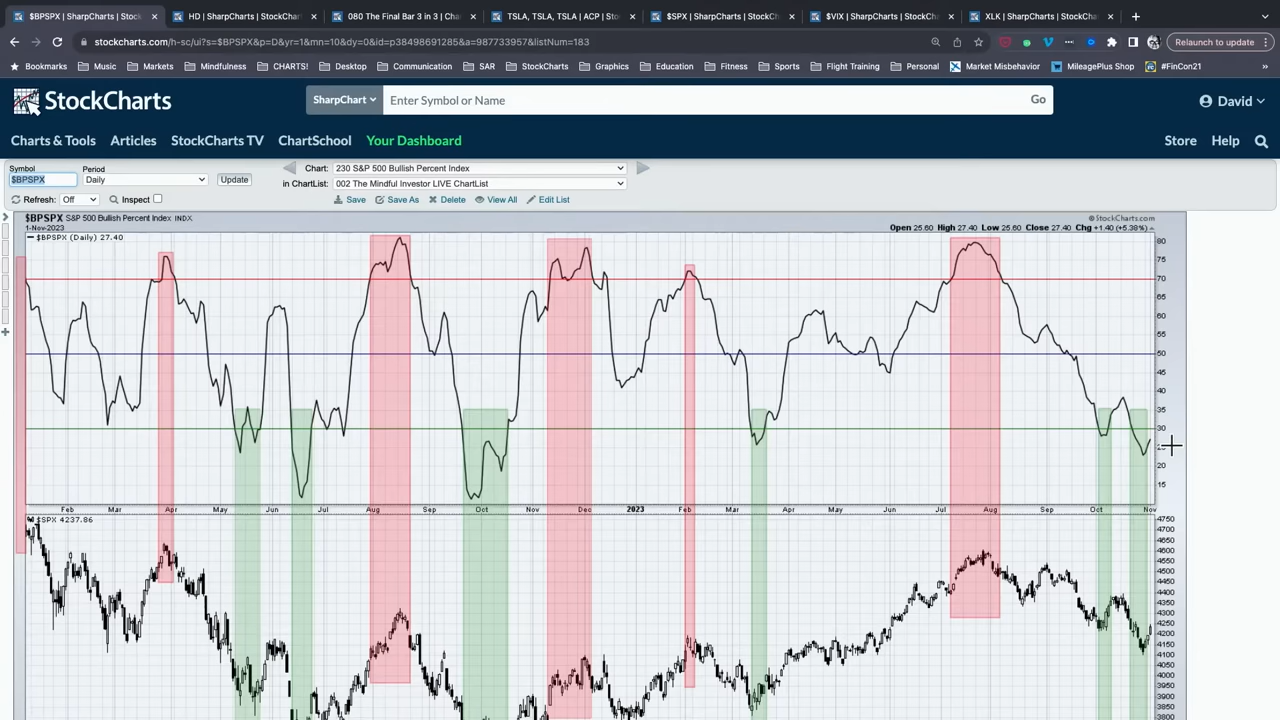 $BPSPX | SharpCharts | StockCh
HD | SharpCharts | StockCharts
080 The Final Bar 3 in 3 | Cha
TSLA, TSLA, TSLA | ACP | Stoc
$SPX | SharpCharts | StockCha
$VIX | SharpCharts | StockCha
XLK | SharpCharts | StockChart
stockcharts.com/h-sc/ui?s=$BPSPX&p=D&yr=1&mn=10&dy=0&id=p38498691285&a=987733957&listNum=183
Relaunch to update
Bookmarks Music Markets Mindfulness CHARTS! Desktop Communication SAR StockCharts Graphics Education Fitness Sports Flight Training Personal Market Misbehavior MileagePlus Shop #FinCon21 »
StockCharts
SharpChart Enter Symbol or Name Go
David
Charts & Tools Articles StockCharts TV ChartSchool Your Dashboard Store Help
Symbol Period
$BPSPX Daily Update
Chart: 230 S&P 500 Bullish Percent Index
in ChartList: 002 The Mindful Investor LIVE ChartList
Refresh: Off Inspect
Save Save As Delete View All Edit List
$BPSPX S&P 500 Bullish Percent Index INDX
© StockCharts.com
1-Nov-2023
Open 25.60 High 27.40 Low 25.60 Close 27.40 Chg +1.40 (+5.38%)
$BPSPX (Daily) 27.40
80
75
70
65
60
55
50
45
40
35
30
20
15
Feb Mar Apr May Jun Jul Aug Sep Oct Nov Dec 2023 Feb Mar Apr May Jun Jul Aug Sep Oct Nov
$SPX 4237.86
4750
4700
4650
4600
4550
4500
4450
4400
4350
4300
4250
4200
4150
4100
4050
4000
3950
3900
3850
3800